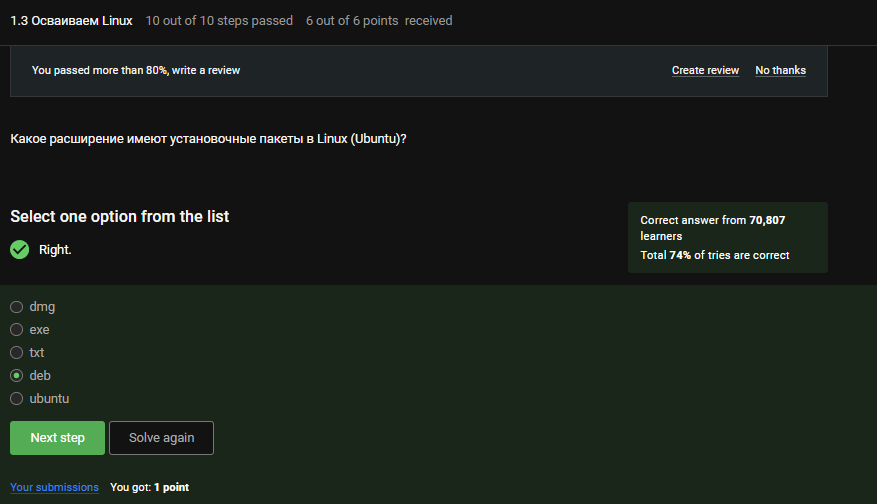 1.3 Осваиваем Linux 10 out of 10 steps passed 6 out of 6 points received
You passed more than 80%, write a review Create review No thanks
Какое расширение имеют установочные пакеты в Linux (Ubuntu)?
Select one option from the list
Right.
Correct answer from 70,807
learners
Total 74% of tries are correct
dmg
exe
txt
deb
ubuntu
Next step Solve again
Your submissions You got: 1 point